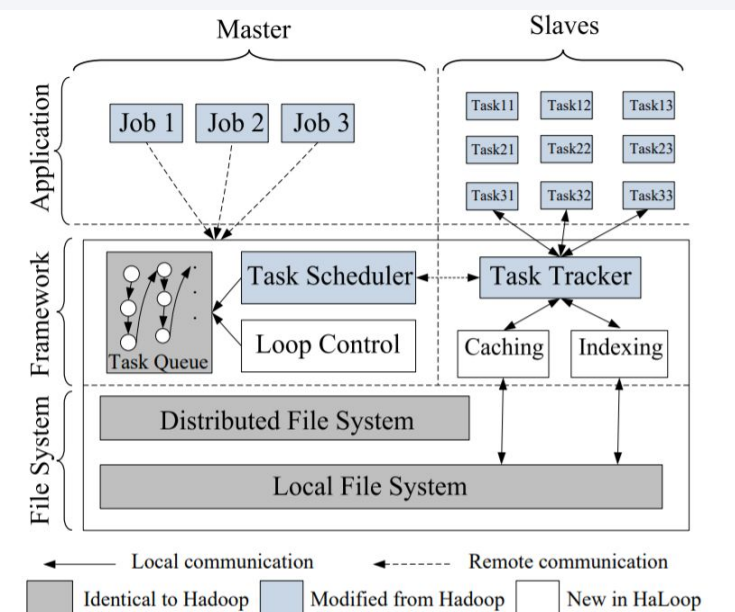 Master
Slaves
Application
Job 1 Job 2 Job 3
Task11 Task12 Task13
Task21 Task22 Task23
Task31 Task32 Task33
Framework
Task Queue
Task Scheduler
Loop Control
Task Tracker
Caching Indexing
File System
Distributed File System
Local File System
Local communication Remote communication
Identical to Hadoop Modified from Hadoop New in HaLoop